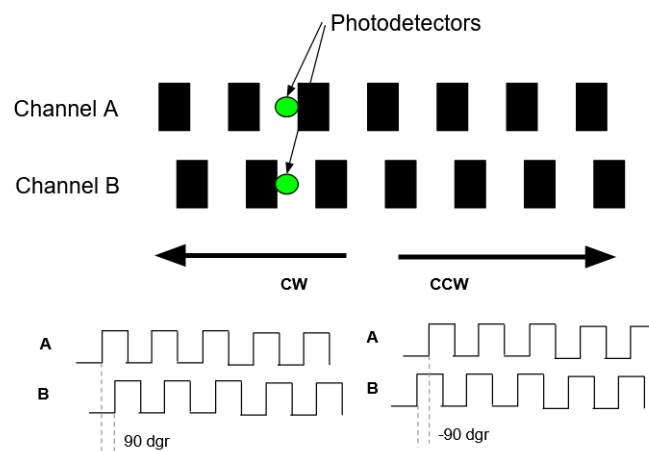 Photodetectors
Channel A
Channel B
CW
CCW
A
B
90 dgr
A
B
-90 dgr